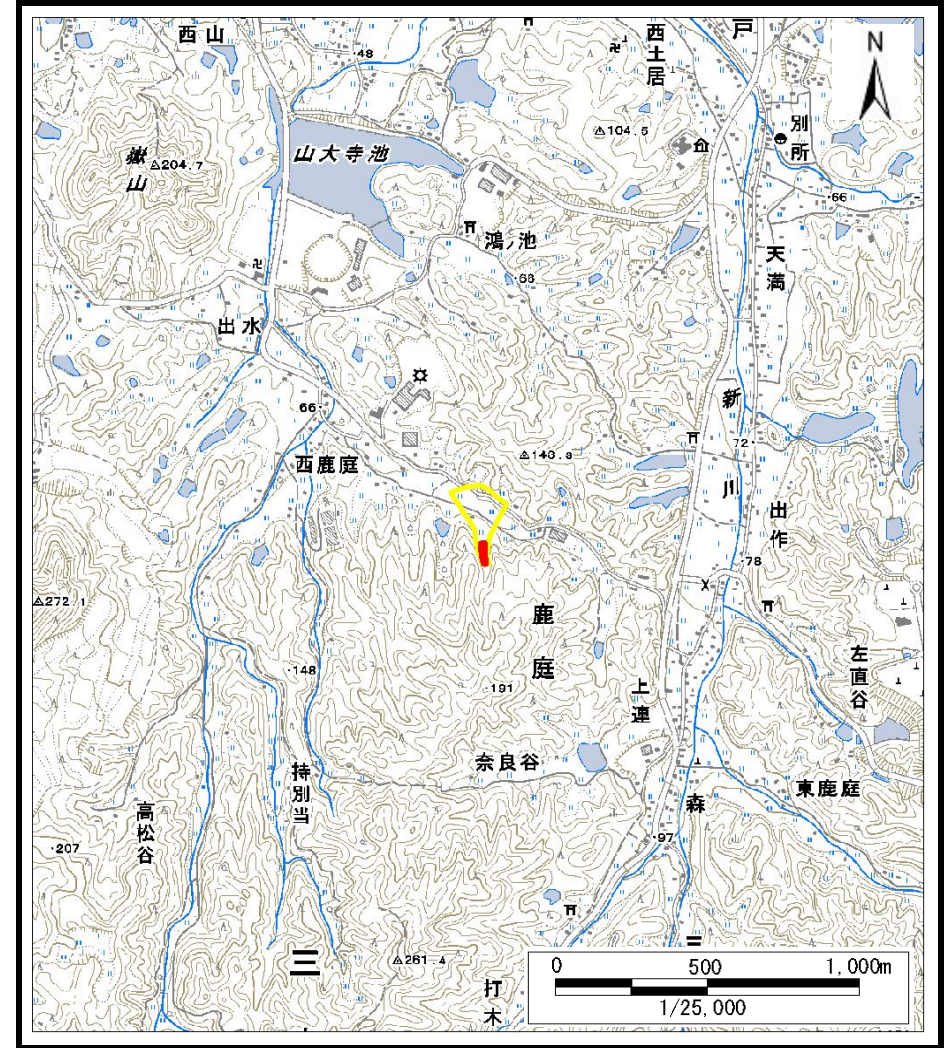 西山
48
西土居
戸
N
104.5
別所
嶽山
204.7
山大寺池
66
鴻ノ池
68
天満
出水
新川
66
72
148.8
西鹿庭
出作
78
272.1
鹿庭
左直谷
148
191
上連
奈良谷
持別当
東鹿庭
森
高松谷
97
207
三
261.4
打木
0 500 1,000m
1/25,000